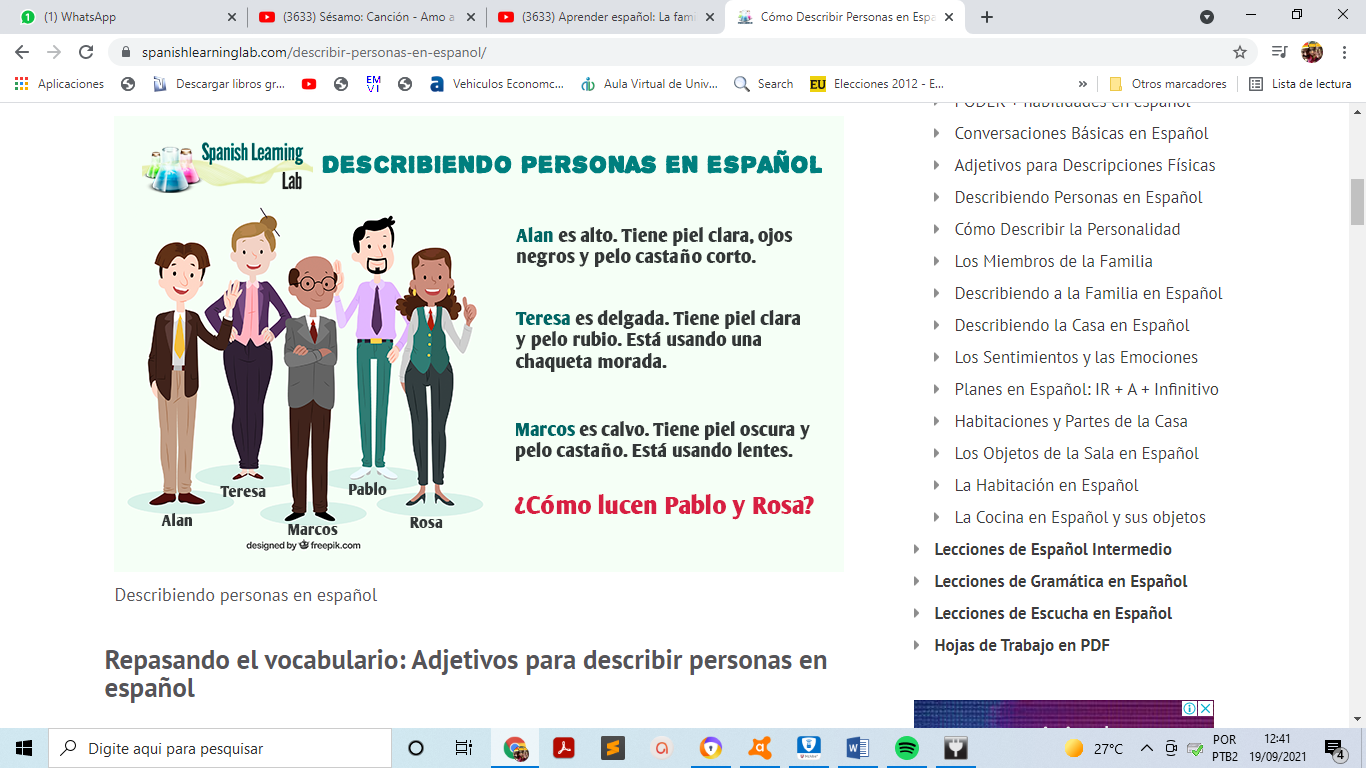 (1) WhatsApp
(3633) Sésamo: Canción - Amo a
(3633) Aprender español: La fami
Cómo Describir Personas en Espa
spanishlearninglab.com/describir-personas-en-espanol/
Aplicaciones
Descargar libros gr...
EM
VI
Vehiculos Economc...
Aula Virtual de Univ...
Search
EU
Elecciones 2012 - E...
»
Otros marcadores
Lista de lectura
Spanish Learning
Lab
DESCRIBIENDO PERSONAS EN ESPAÑOL
Alan es alto. Tiene piel clara, ojos
negros y pelo castaño corto.
Teresa es delgada. Tiene piel clara
y pelo rubio. Está usando una
chaqueta morada.
Marcos es calvo. Tiene piel oscura y
pelo castaño. Está usando lentes.
¿Cómo lucen Pablo y Rosa?
Alan
Teresa
Marcos
Pablo
Rosa
designed by freepik.com
Describiendo personas en español
Repasando el vocabulario: Adjetivos para describir personas en
español
PODER + habilidades en español
Conversaciones Básicas en Español
Adjetivos para Descripciones Físicas
Describiendo Personas en Español
Cómo Describir la Personalidad
Los Miembros de la Familia
Describiendo a la Familia en Español
Describiendo la Casa en Español
Los Sentimientos y las Emociones
Planes en Español: IR + A + Infinitivo
Habitaciones y Partes de la Casa
Los Objetos de la Sala en Español
La Habitación en Español
La Cocina en Español y sus objetos
Lecciones de Español Intermedio
Lecciones de Gramática en Español
Lecciones de Escucha en Español
Hojas de Trabajo en PDF
Digite aqui para pesquisar
27°C
POR
PTB2
12:41
19/09/2021
4